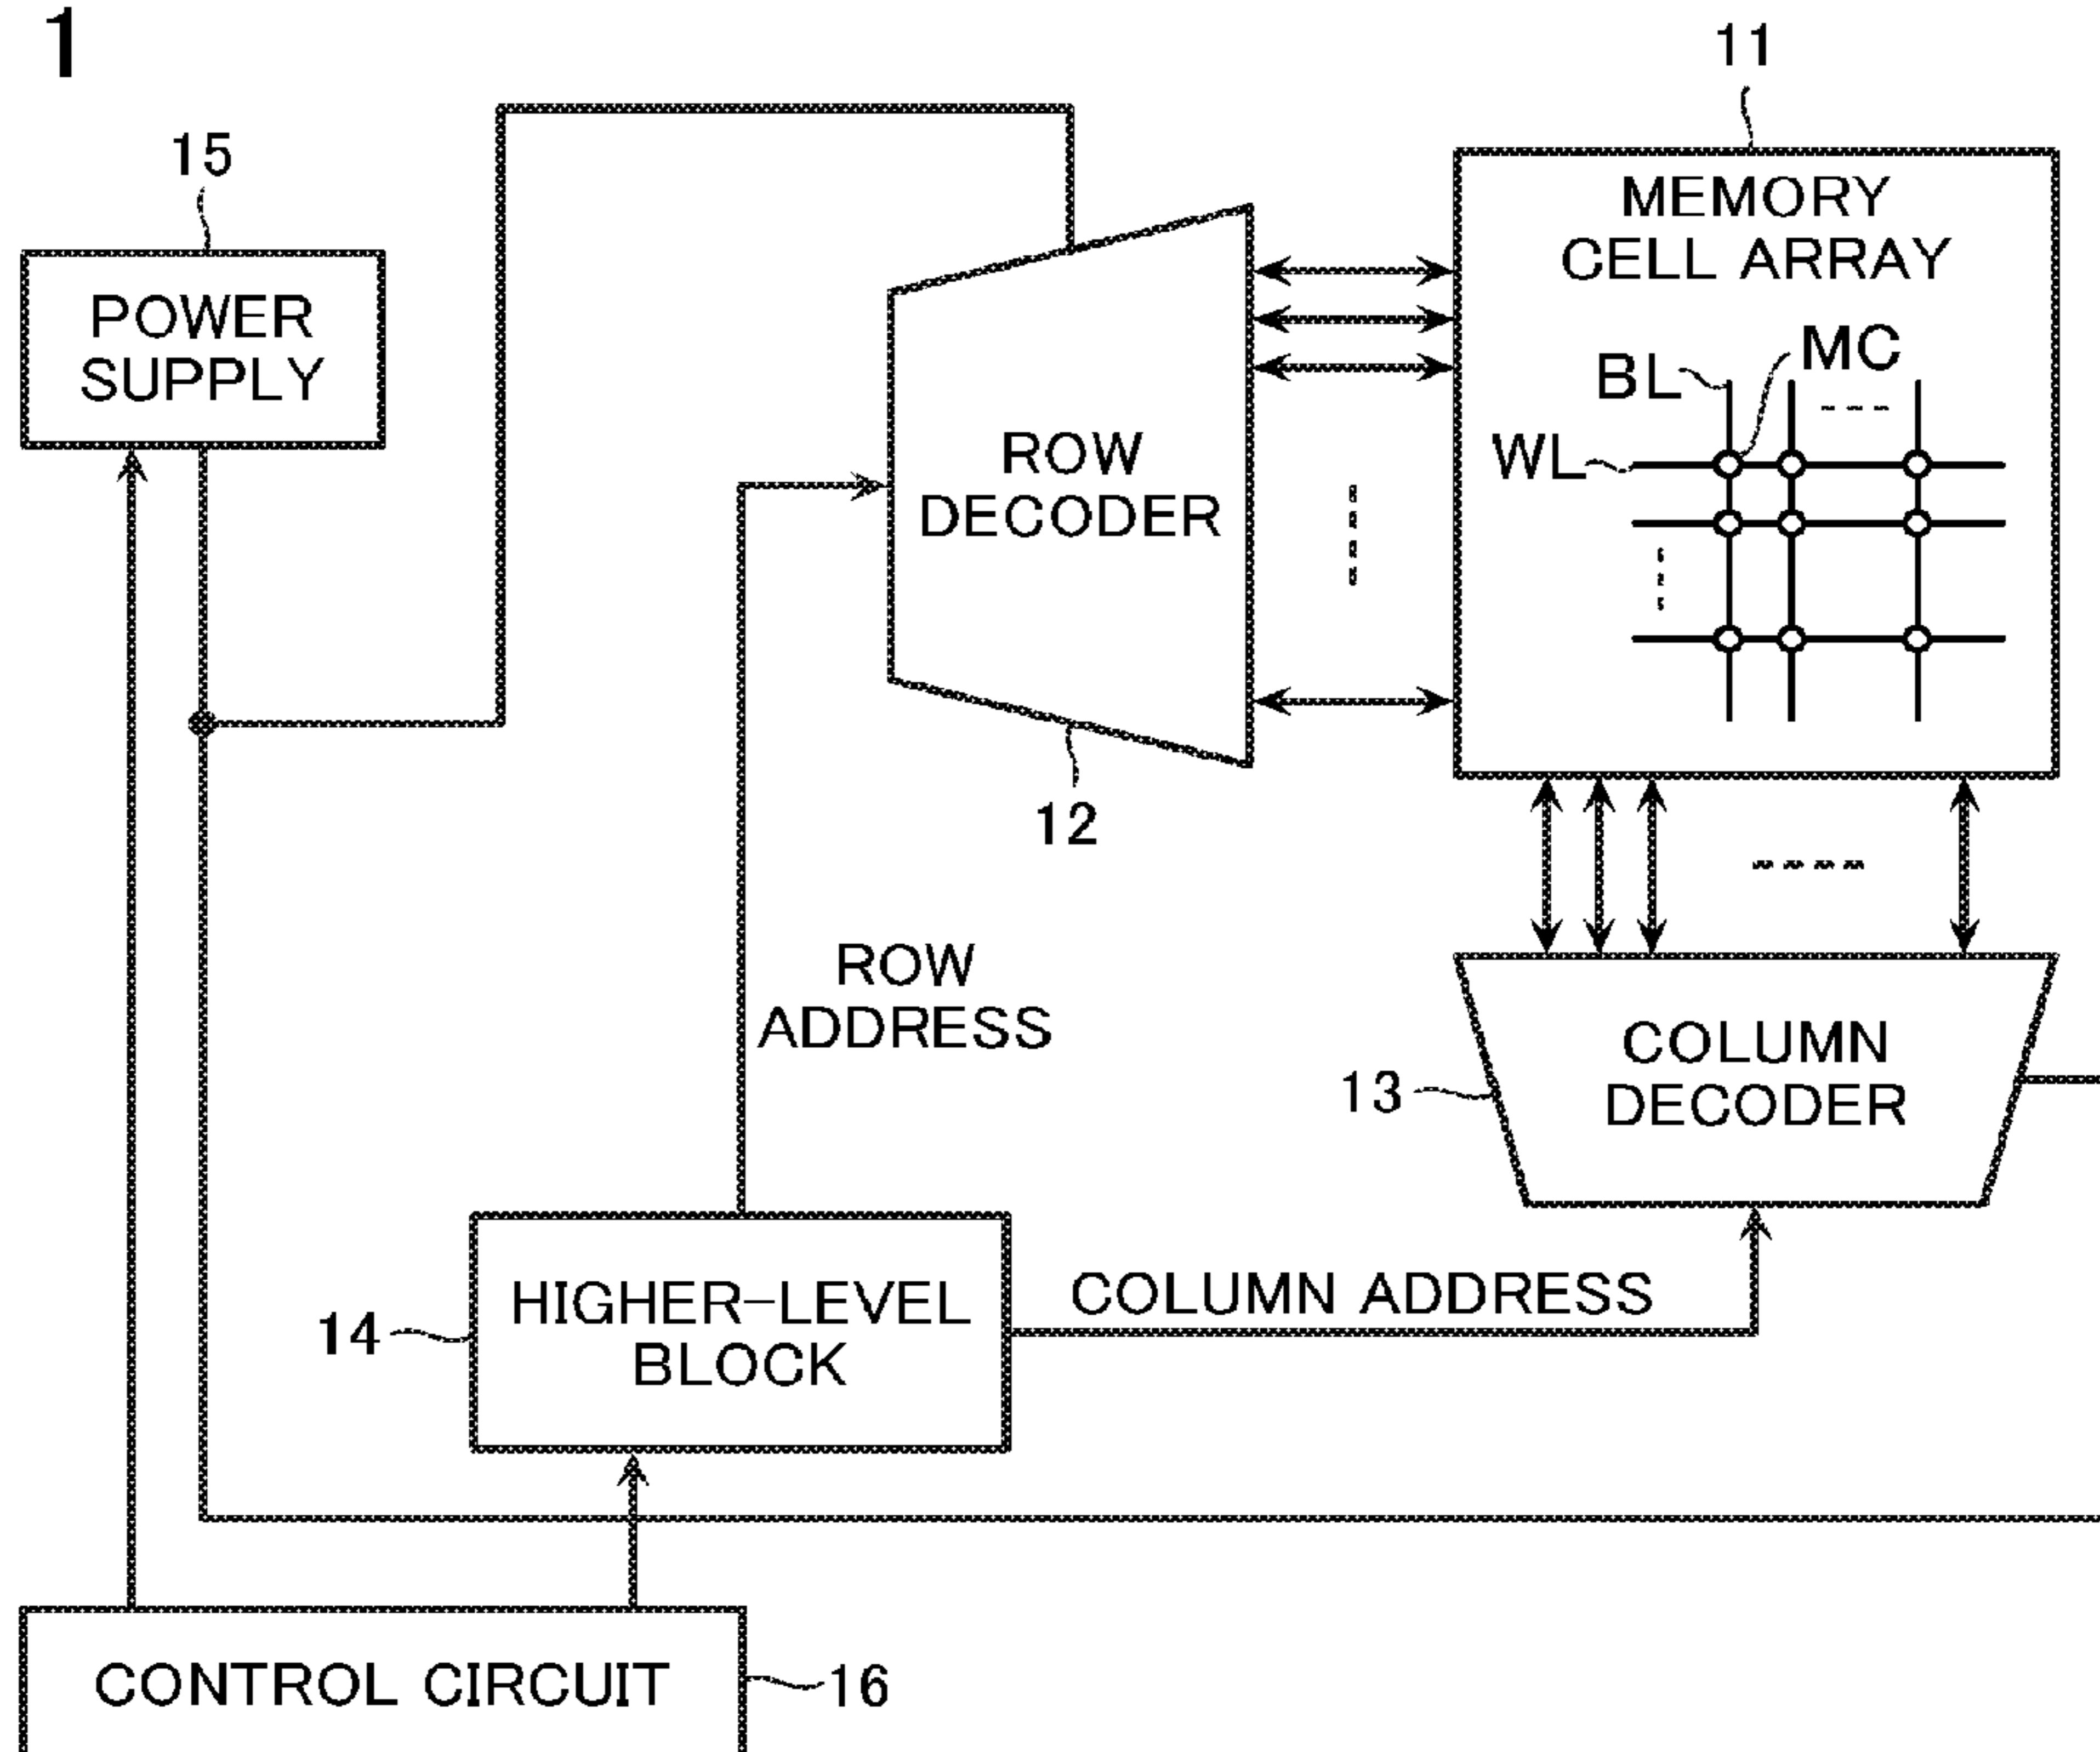 1
11
15
MEMORY
CELL ARRAY
POWER
SUPPLY
MC
BL
WL
ROW
DECODER
12
ROW
ADDRESS
COLUMN
DECODER
13
HIGHER-LEVEL
BLOCK
14
COLUMN ADDRESS
CONTROL CIRCUIT
16